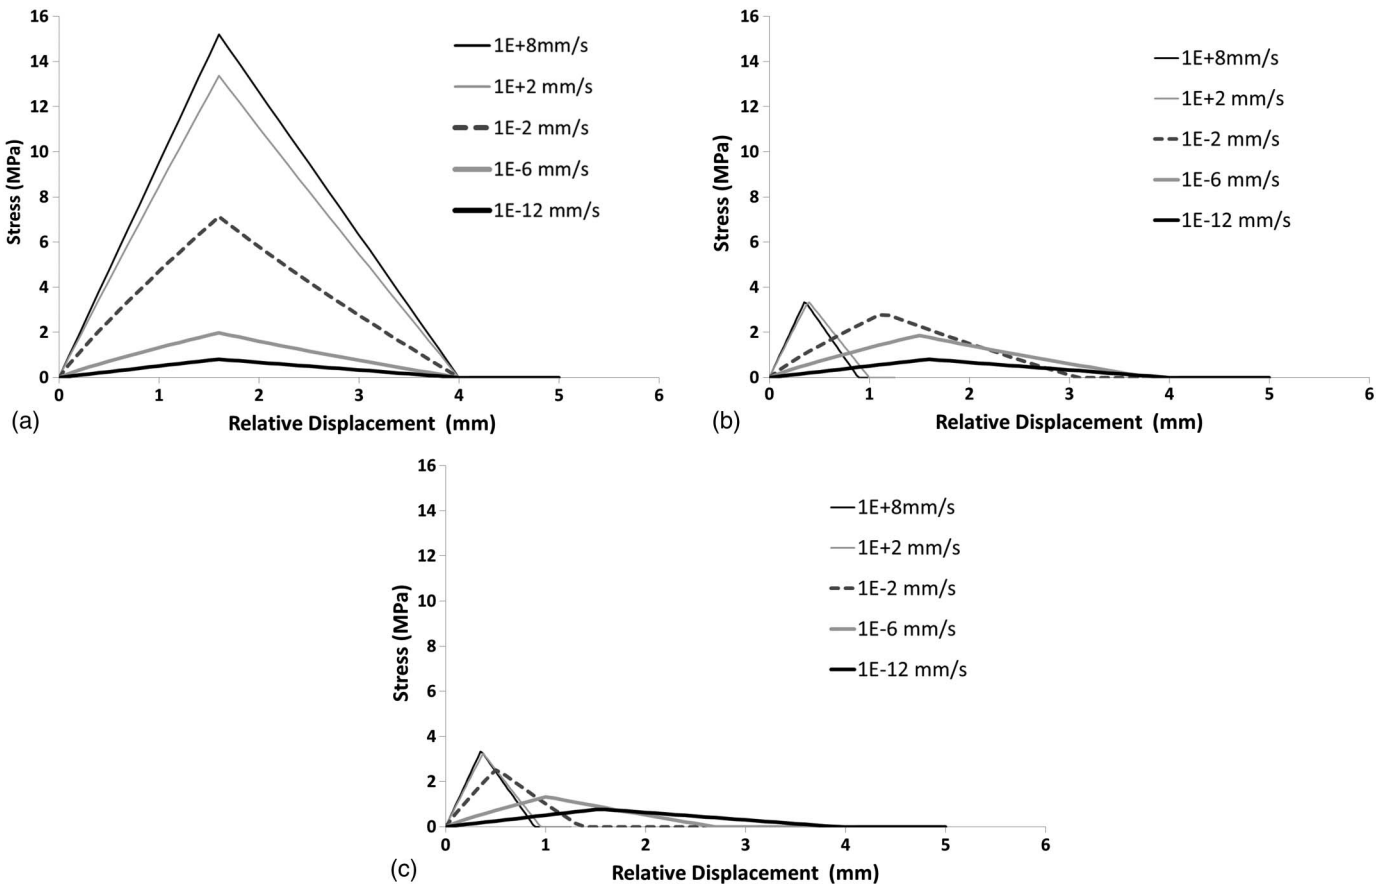 16
14
12
10
8
6
4
2
0
Stress (MPa)
0 1 2 3 4 5 6
Relative Displacement (mm)
1E+8mm/s
1E+2 mm/s
1E-2 mm/s
1E-6 mm/s
1E-12 mm/s
(a)
16
14
12
10
8
6
4
2
0
Stress (MPa)
0 1 2 3 4 5 6
Relative Displacement (mm)
1E+8mm/s
1E+2 mm/s
1E-2 mm/s
1E-6 mm/s
1E-12 mm/s
(b)
16
14
12
10
8
6
4
2
0
Stress (MPa)
0 1 2 3 4 5 6
Relative Displacement (mm)
1E+8mm/s
1E+2 mm/s
1E-2 mm/s
1E-6 mm/s
1E-12 mm/s
(c)